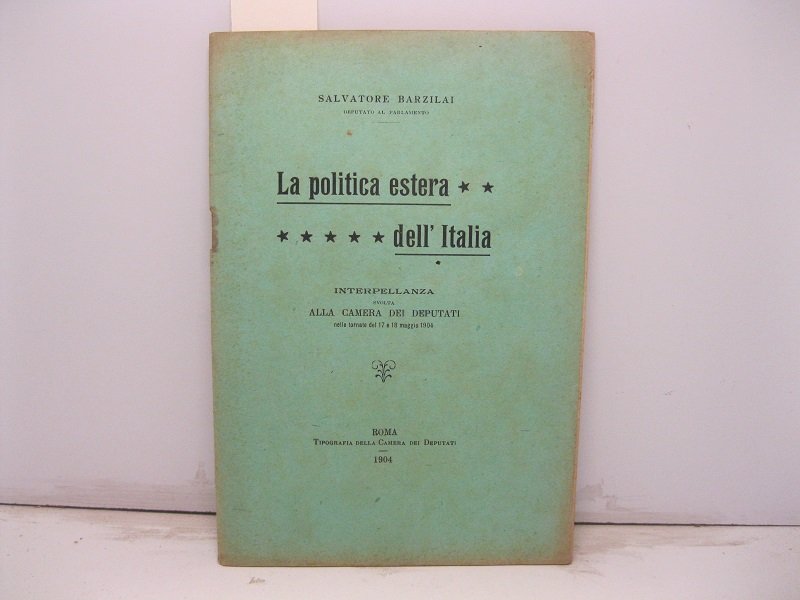 SALVATORE BARZILAI
DEPUTATO AL PARLAMENTO
La politica estera ★ ★
★ ★ ★ ★ ★ dell' Italia
INTERPELLANZA
SVOLTA
ALLA CAMERA DEI DEPUTATI
nelle tornate del 17 e 18 maggio 1904
ROMA
TIPOGRAFIA DELLA CAMERA DEI DEPUTATI
1904